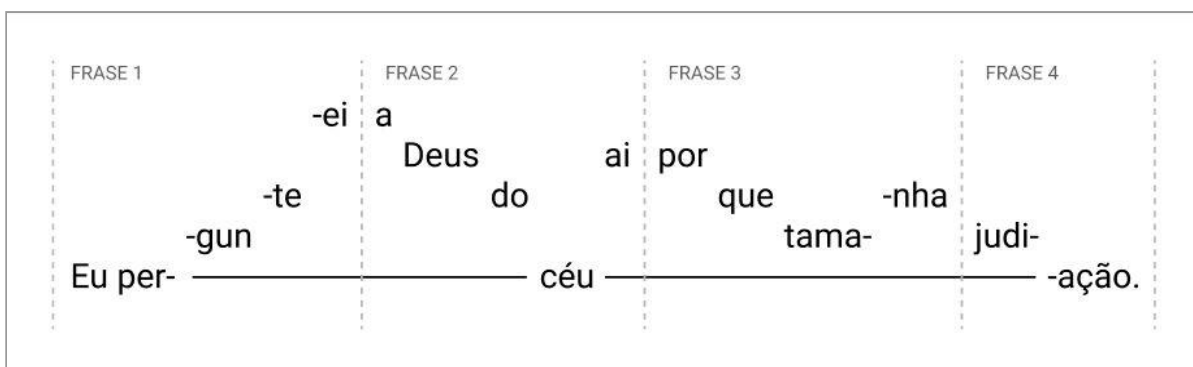 FRASE 1 FRASE 2 FRASE 3 FRASE 4
-ei a
Deus ai por
-te do que -nha
-gun tama- judi-
Eu per- céu -ação.